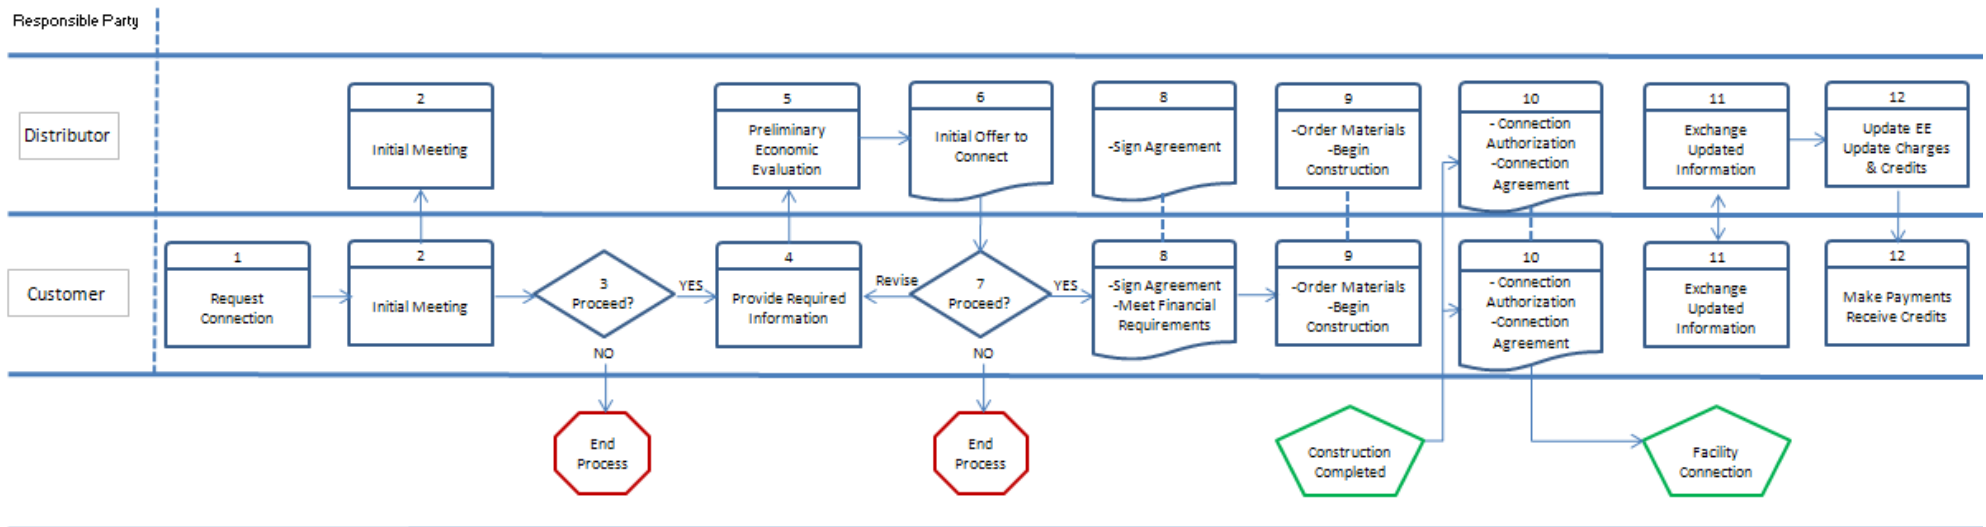 Responsible Party
Distributor
2
Initial Meeting
5
Preliminary
Economic
Evaluation
6
Initial Offer to
Connect
8
-Sign Agreement
9
-Order Materials
-Begin
Construction
10
- Connection
Authorization
-Connection
Agreement
11
Exchange
Updated
Information
12
Update EE
Update Charges
& Credits
Customer
1
Request
Connection
2
Initial Meeting
3
Proceed?
YES
NO
4
Provide Required
Information
Revise
7
Proceed?
YES
NO
8
-Sign Agreement
-Meet Financial
Requirements
9
-Order Materials
-Begin
Construction
10
- Connection
Authorization
-Connection
Agreement
11
Exchange
Updated
Information
12
Make Payments
Receive Credits
End
Process
End
Process
Construction
Completed
Facility
Connection